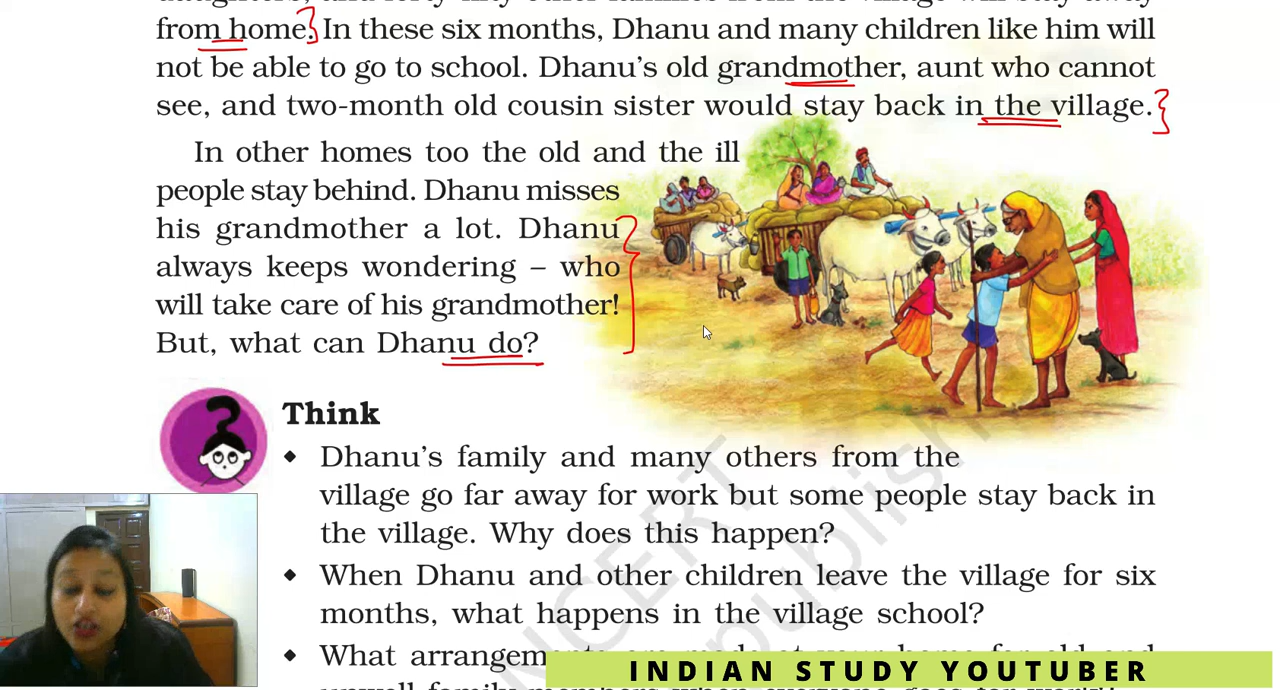 from home. In these six months, Dhanu and many children like him will
not be able to go to school. Dhanu's old grandmother, aunt who cannot
see, and two-month old cousin sister would stay back in the village.
In other homes too the old and the ill
people stay behind. Dhanu misses
his grandmother a lot. Dhanu
always keeps wondering – who
will take care of his grandmother!
But, what can Dhanu do?
Think
◆ Dhanu's family and many others from the
village go far away for work but some people stay back in
the village. Why does this happen?
◆ When Dhanu and other children leave the village for six
months, what happens in the village school?
◆ What
INDIAN STUDY YOUTUBER
NCERT